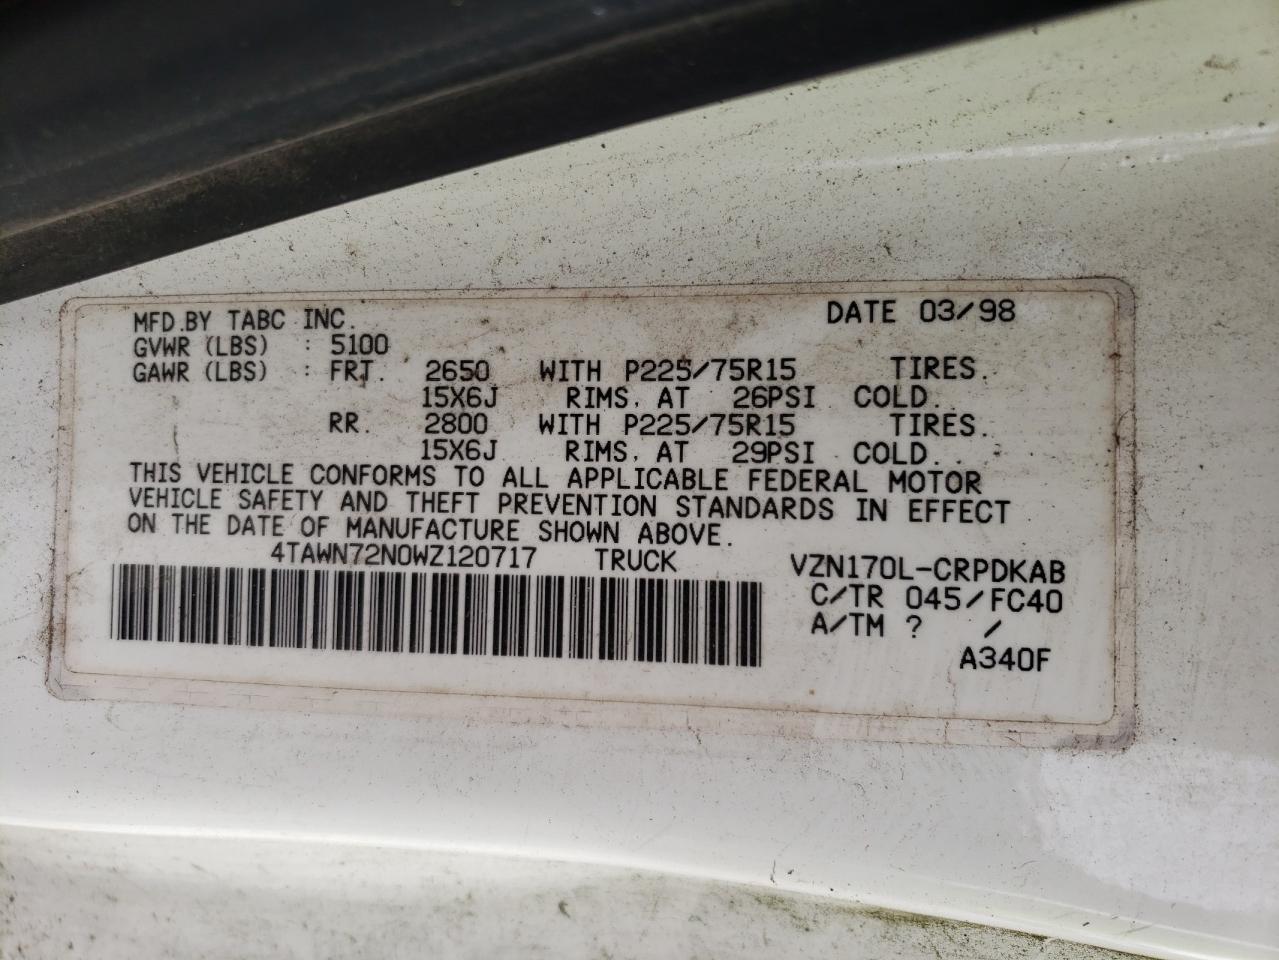 MFD.BY TABC INC. DATE 03/98
GVWR (LBS) : 5100
GAWR (LBS) : FRT. 2650 WITH P225/75R15 TIRES.
15X6J RIMS, AT 26PSI COLD.
RR. 2800 WITH P225/75R15 TIRES.
15X6J RIMS, AT 29PSI COLD.
THIS VEHICLE CONFORMS TO ALL APPLICABLE FEDERAL MOTOR
VEHICLE SAFETY AND THEFT PREVENTION STANDARDS IN EFFECT
ON THE DATE OF MANUFACTURE SHOWN ABOVE.
4TAWN72N0WZ120717 TRUCK VZN170L-CRPDKAB
C/TR 045/FC40
A/TM ? /
A340F